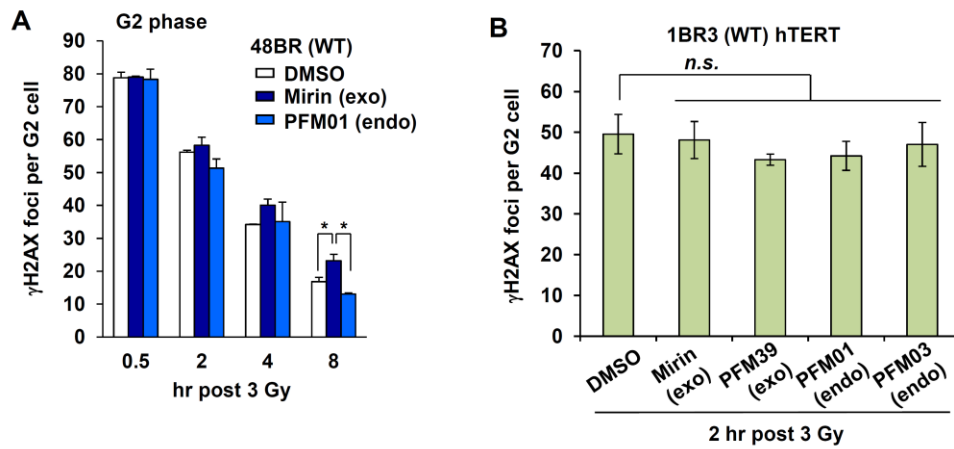 A
G2 phase
48BR (WT)
DMSO
Mirin (exo)
PFM01 (endo)
γH2AX foci per G2 cell
90
80
70
60
50
40
30
20
10
0
* *
0.5 2 4 8
hr post 3 Gy
B
1BR3 (WT) hTERT
n.s.
γH2AX foci per G2 cell
70
60
50
40
30
20
10
0
DMSO
Mirin
(exo)
PFM39
(exo)
PFM01
(endo)
PFM03
(endo)
2 hr post 3 Gy